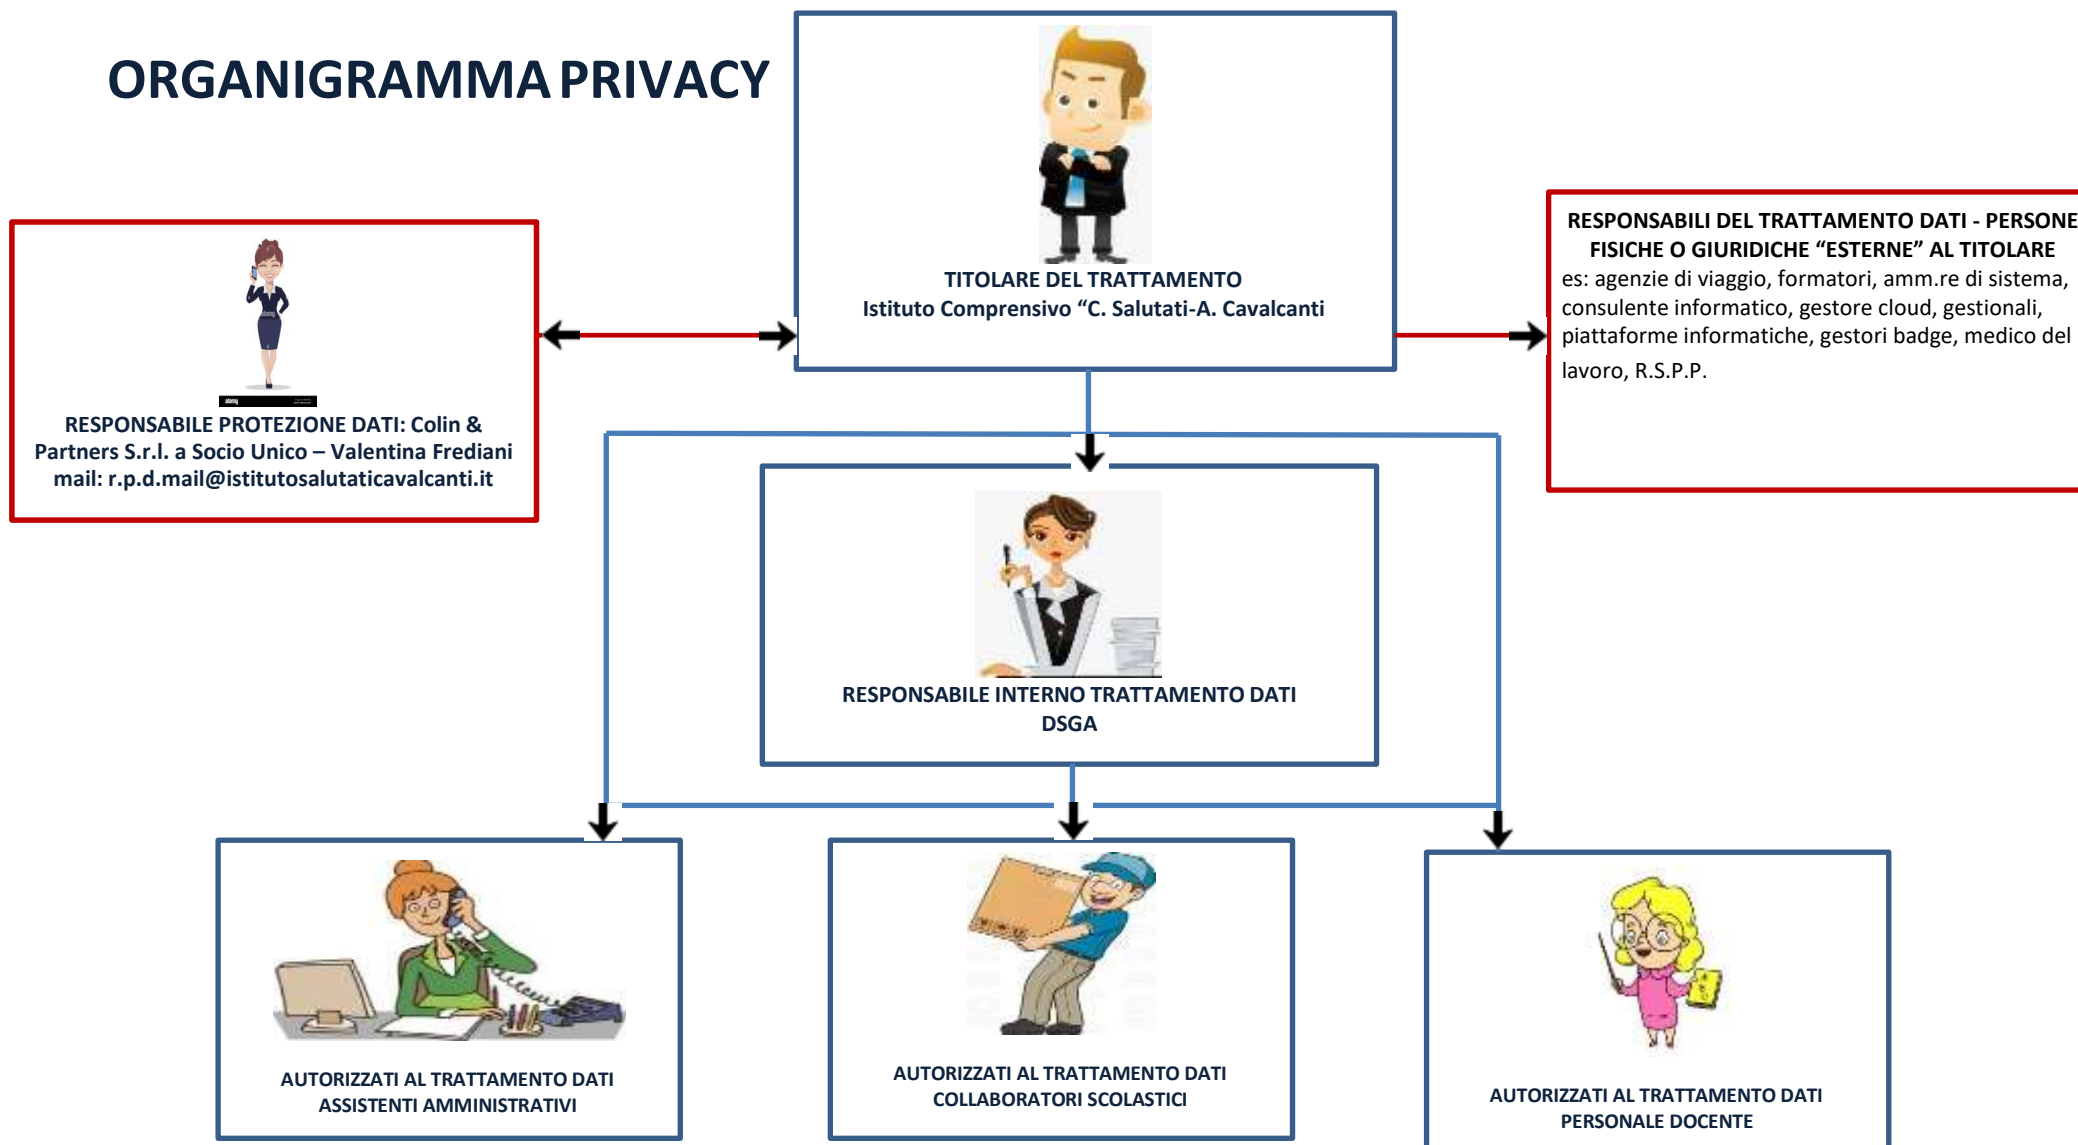 ORGANIGRAMMA PRIVACY
TITOLARE DEL TRATTAMENTO
Istituto Comprensivo “C. Salutati-A. Cavalcanti
alamy
RESPONSABILE PROTEZIONE DATI: Colin &
Partners S.r.l. a Socio Unico – Valentina Frediani
mail: r.p.d.mail@istitutosalutaticavalcanti.it
RESPONSABILI DEL TRATTAMENTO DATI - PERSONE
FISICHE O GIURIDICHE “ESTERNE” AL TITOLARE
es: agenzie di viaggio, formatori, amm.re di sistema,
consulente informatico, gestore cloud, gestionali,
piattaforme informatiche, gestori badge, medico del
lavoro, R.S.P.P.
RESPONSABILE INTERNO TRATTAMENTO DATI
DSGA
AUTORIZZATI AL TRATTAMENTO DATI
ASSISTENTI AMMINISTRATIVI
AUTORIZZATI AL TRATTAMENTO DATI
COLLABORATORI SCOLASTICI
AUTORIZZATI AL TRATTAMENTO DATI
PERSONALE DOCENTE